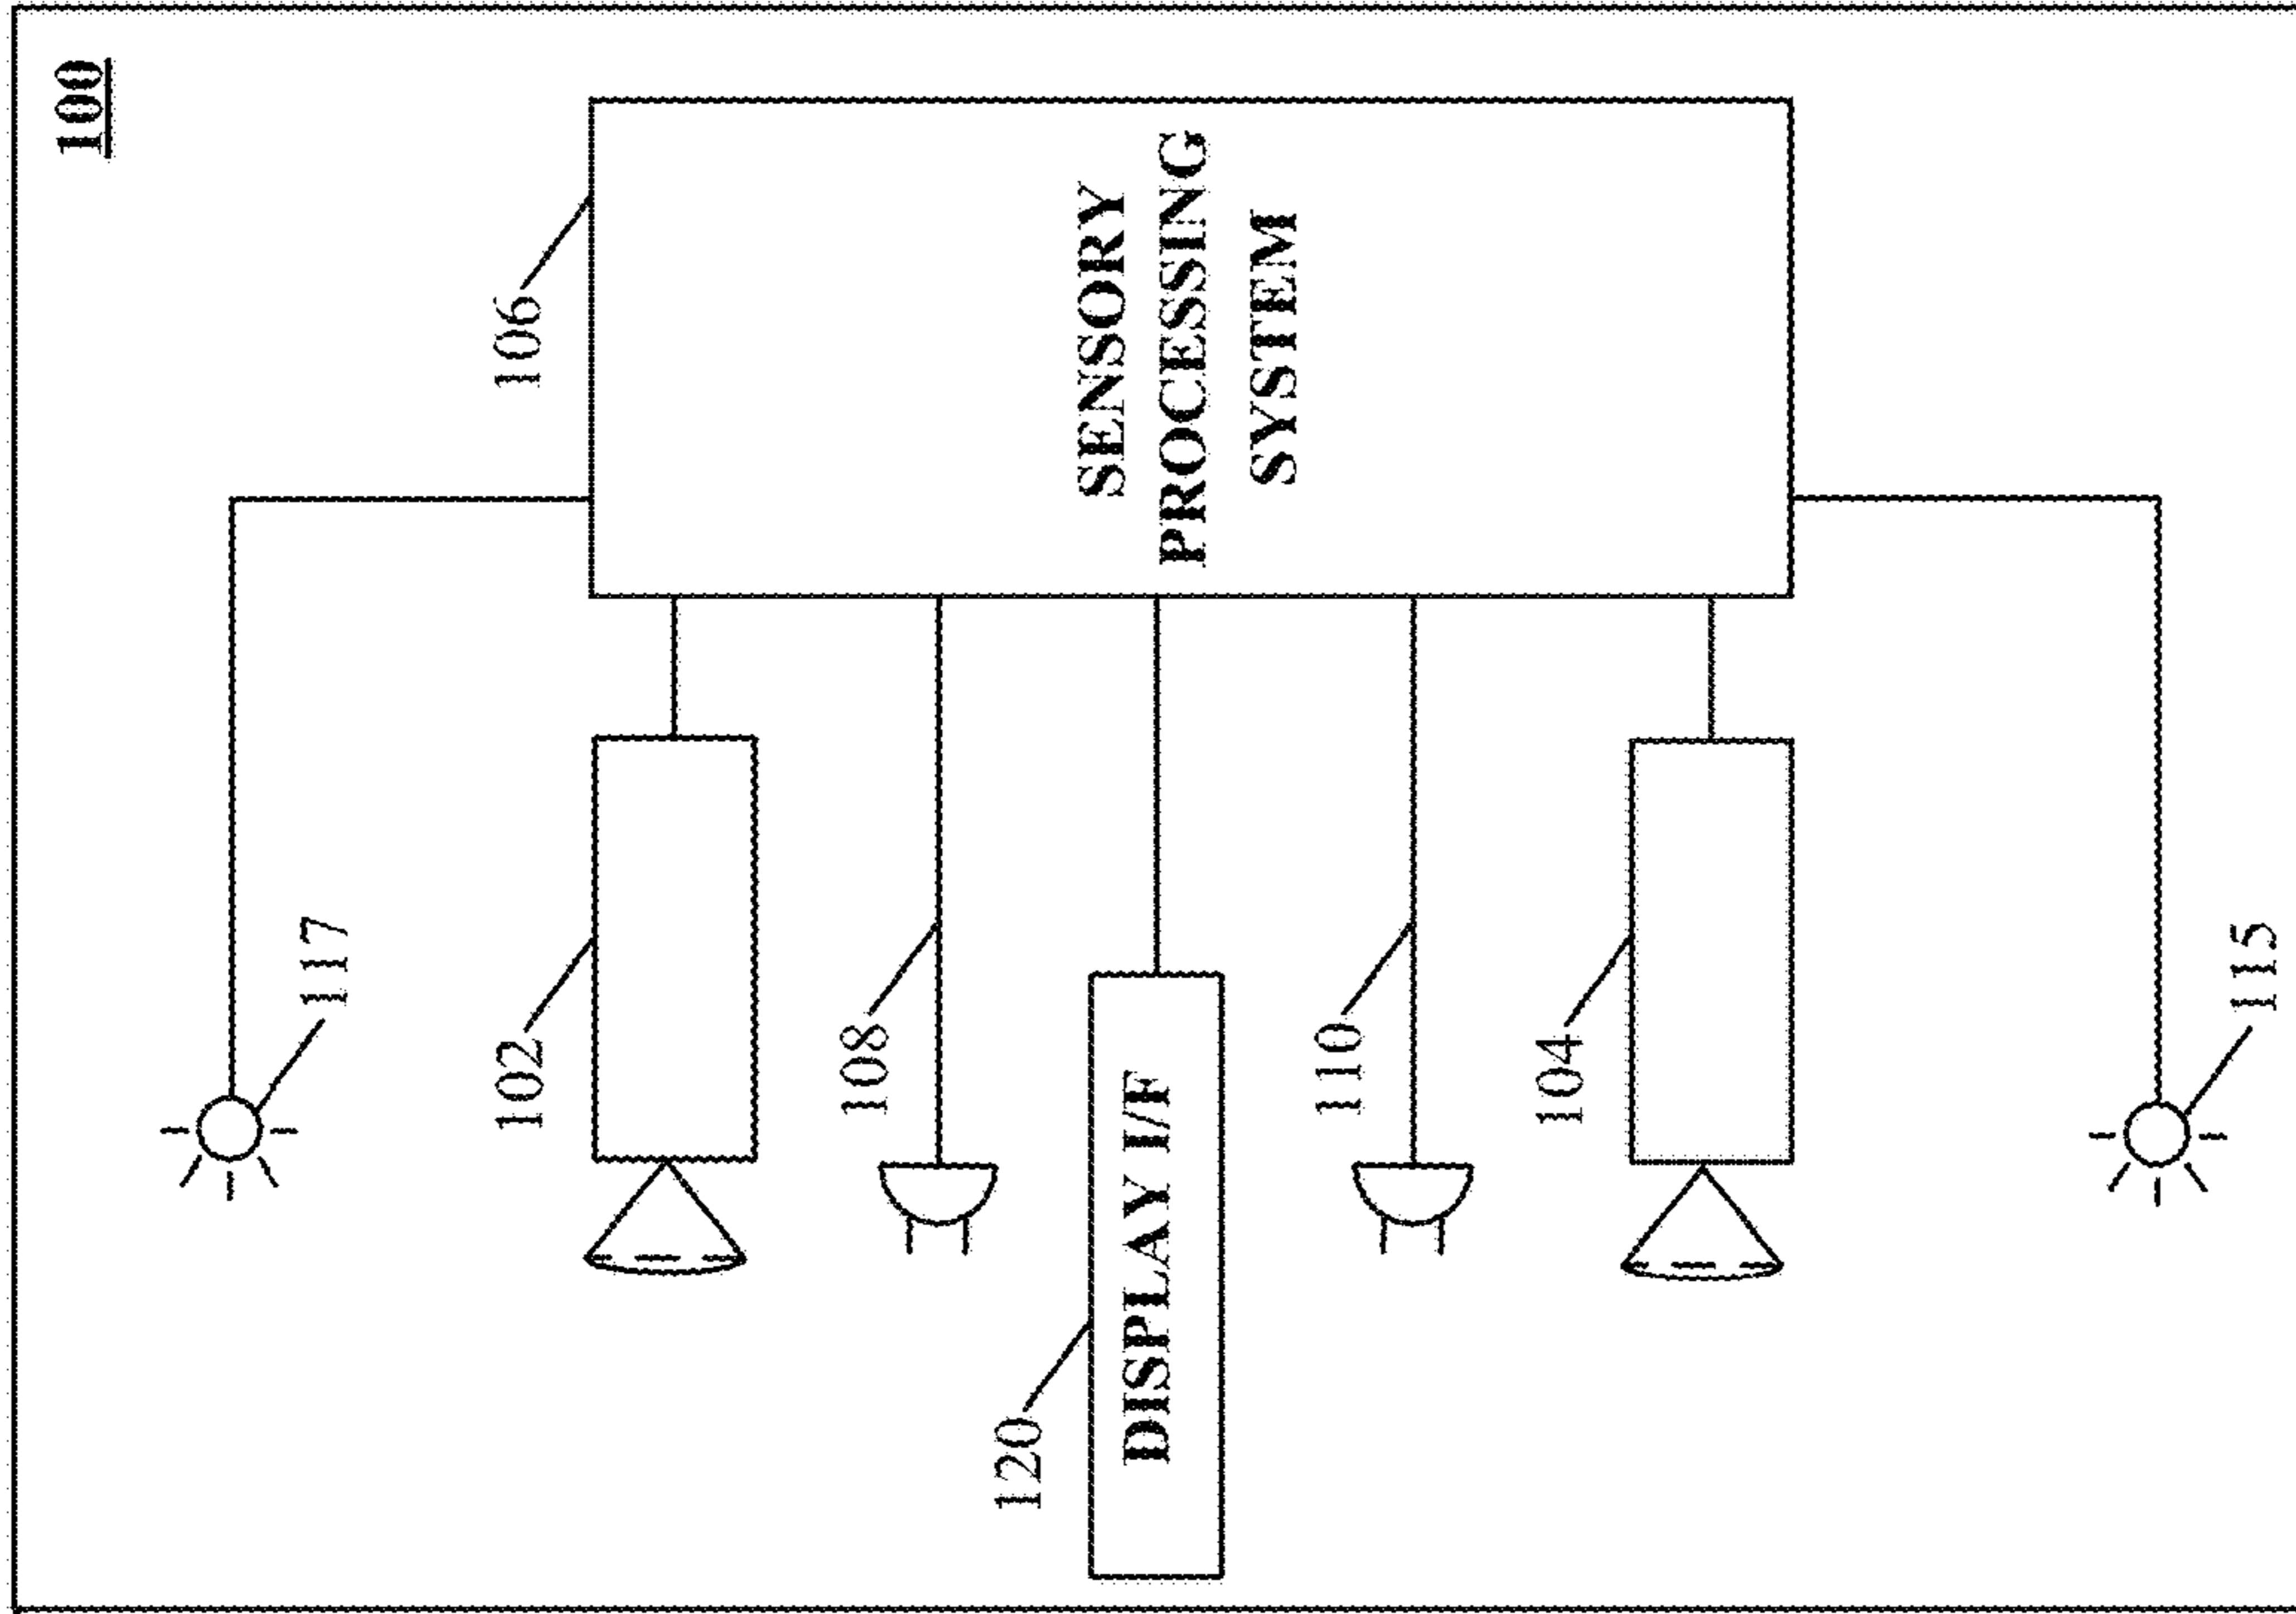 100
106
SENSORY
PROCESSING
SYSTEM
117
102
108
110
104
115
120
DISPLAY I/F